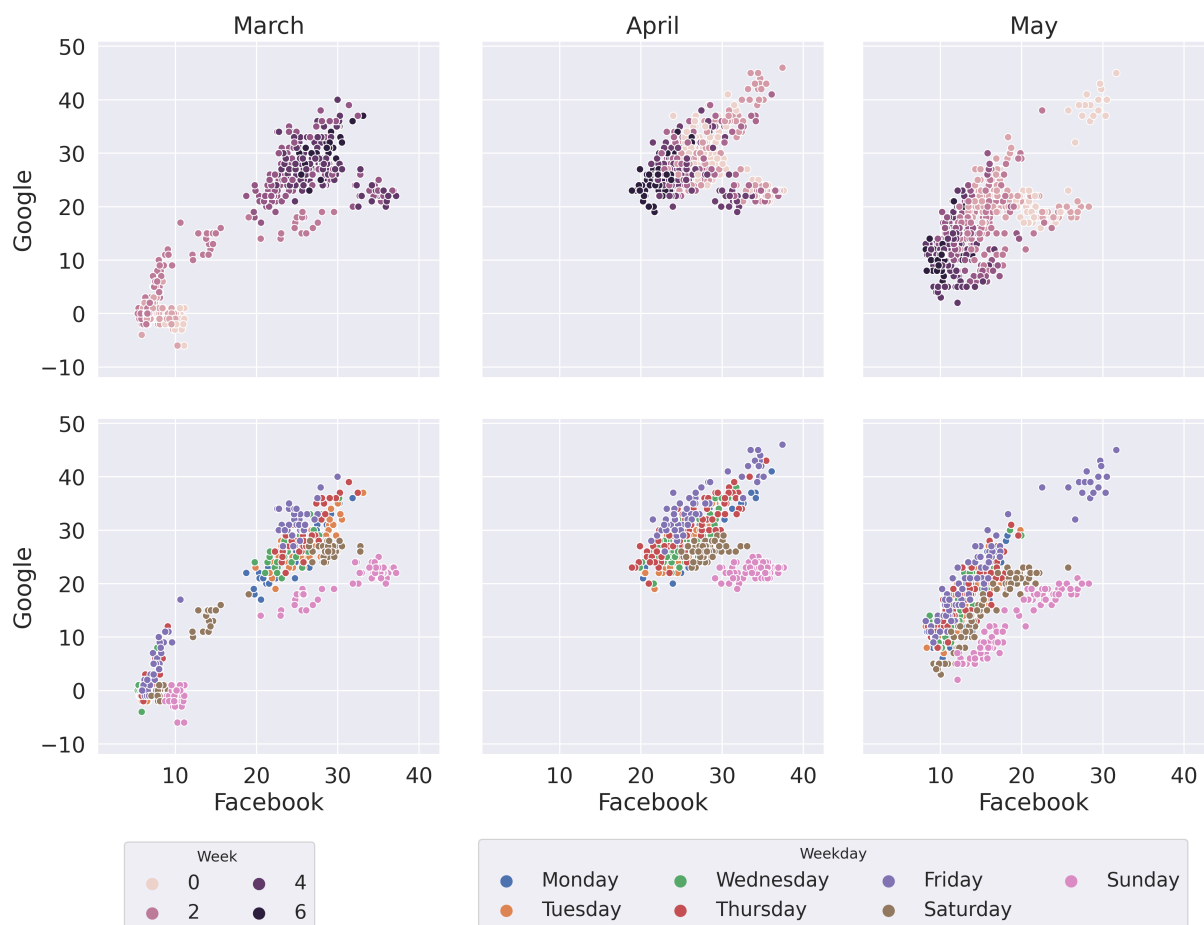 March April May
50
40
30
20
10
0
−10
Google
50
40
30
20
10
0
−10
Google
10 20 30 40 10 20 30 40 10 20 30 40
Facebook Facebook Facebook
Week
0 4
2 6
Weekday
Monday Wednesday Friday Sunday
Tuesday Thursday Saturday